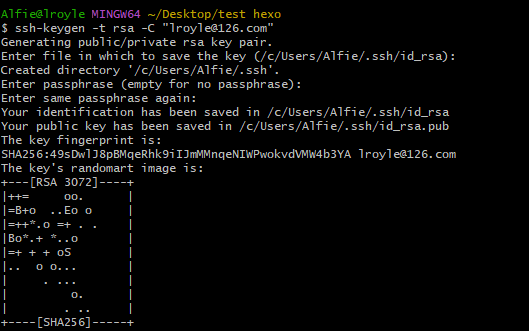 Alfie@lroyle MINGW64 ~/Desktop/test hexo
$ ssh-keygen -t rsa -C "lroyle@126.com"
Generating public/private rsa key pair.
Enter file in which to save the key (/c/Users/Alfie/.ssh/id_rsa):
Created directory '/c/Users/Alfie/.ssh'.
Enter passphrase (empty for no passphrase):
Enter same passphrase again:
Your identification has been saved in /c/Users/Alfie/.ssh/id_rsa
Your public key has been saved in /c/Users/Alfie/.ssh/id_rsa.pub
The key fingerprint is:
SHA256:49sDwlJ8pBMqeRhk9iIJmMMnqeNIWPwokvdVMW4b3YA lroyle@126.com
The key's randomart image is:
+---[RSA 3072]----+
|++=     oo.      |
|=B+o  ..Eo o     |
|=++*.o =+ . .    |
|Bo*.+ *..o       |
|=+ + + oS        |
|..  o o...       |
|     . ...       |
|         o.      |
|        . ..     |
+----[SHA256]-----+